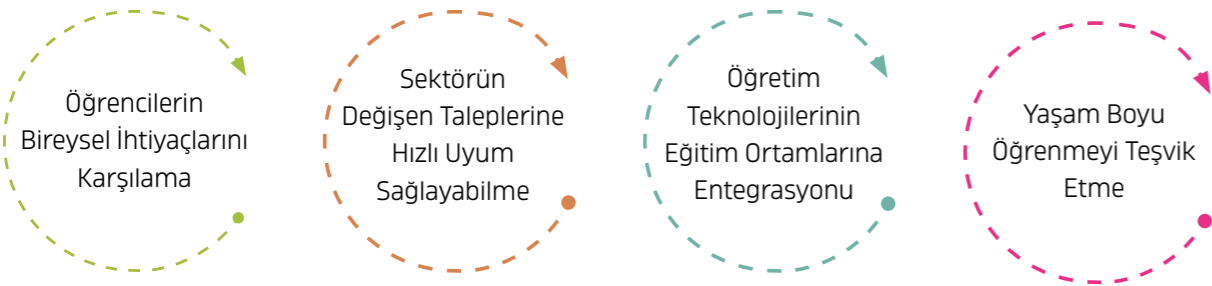 Öğrencilerin
Bireysel İhtiyaçlarını
Karşılama
Sektörün
Değişen Taleplerine
Hızlı Uyum
Sağlayabilme
Öğretim
Teknolojilerinin
Eğitim Ortamlarına
Entegrasyonu
Yaşam Boyu
Öğrenmeyi Teşvik
Etme